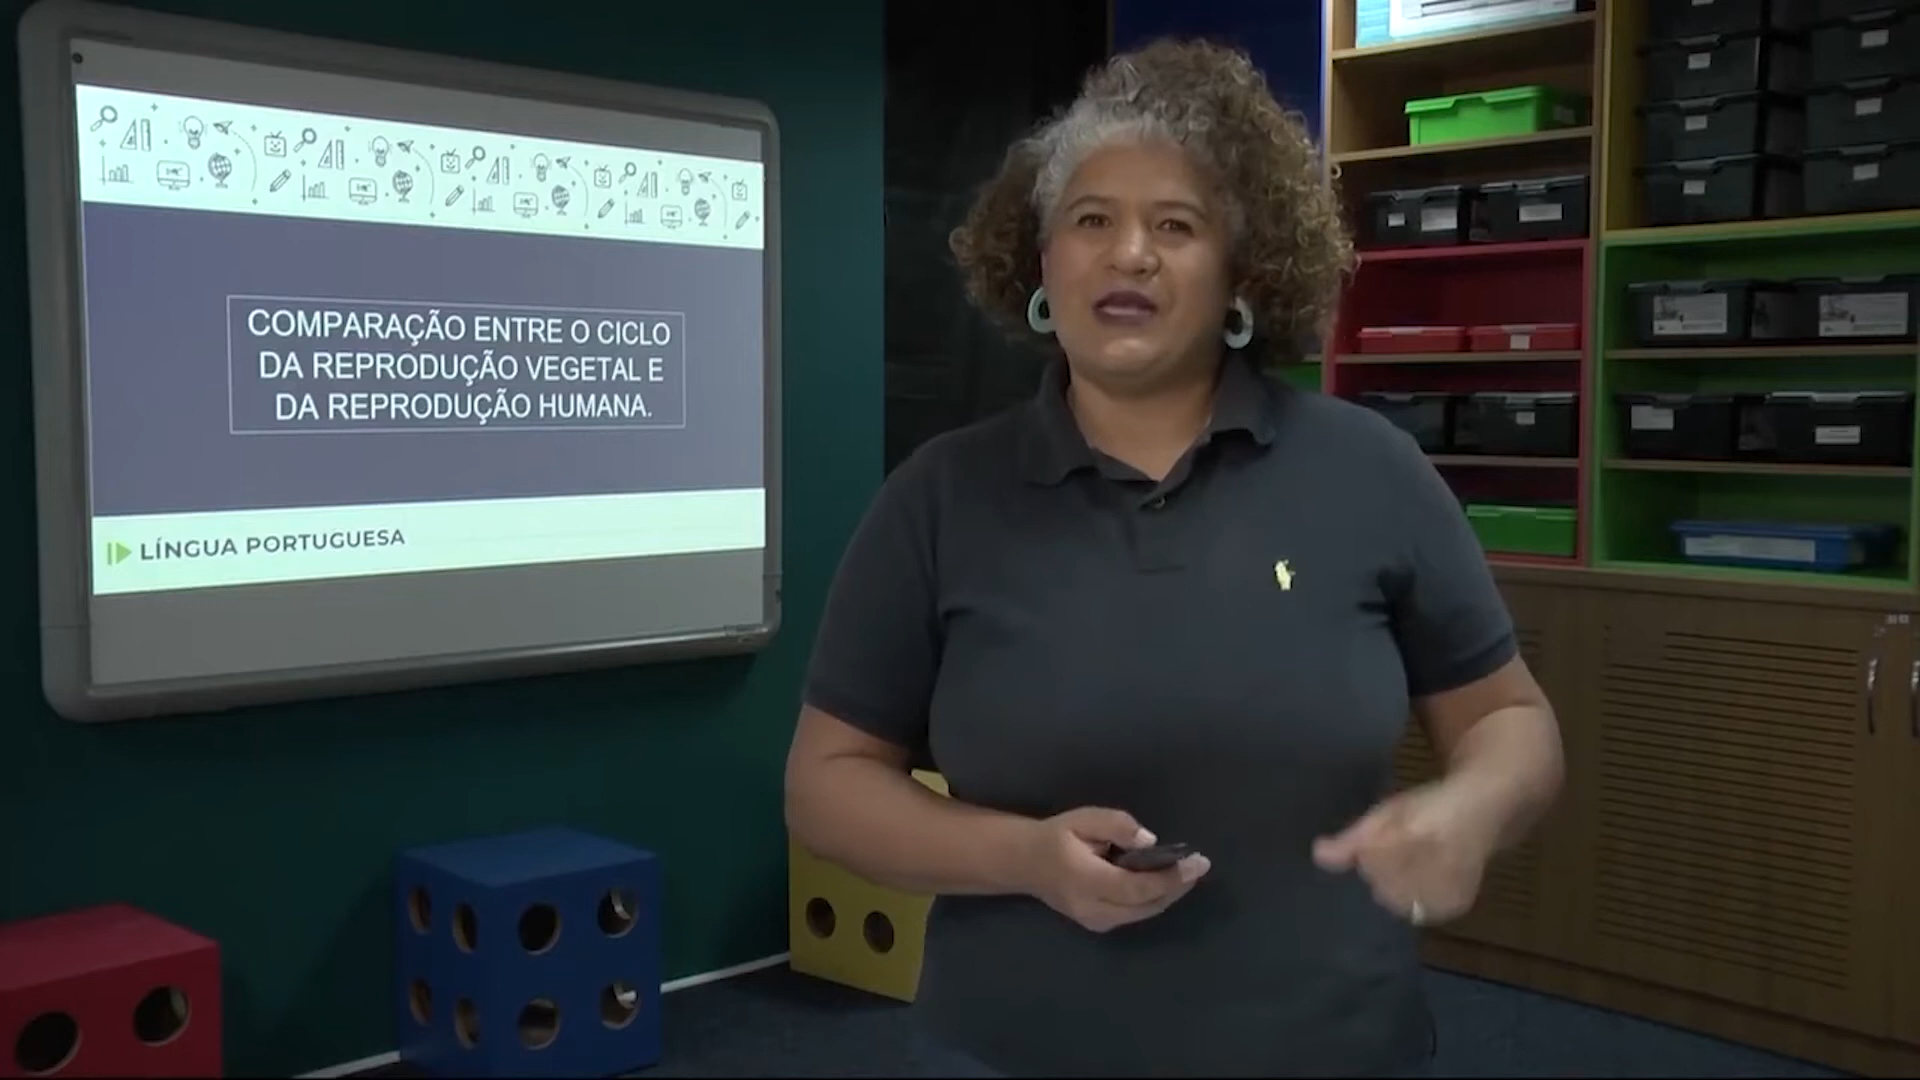 COMPARAÇÃO ENTRE O CICLO
DA REPRODUÇÃO VEGETAL E
DA REPRODUÇÃO HUMANA.
LÍNGUA PORTUGUESA